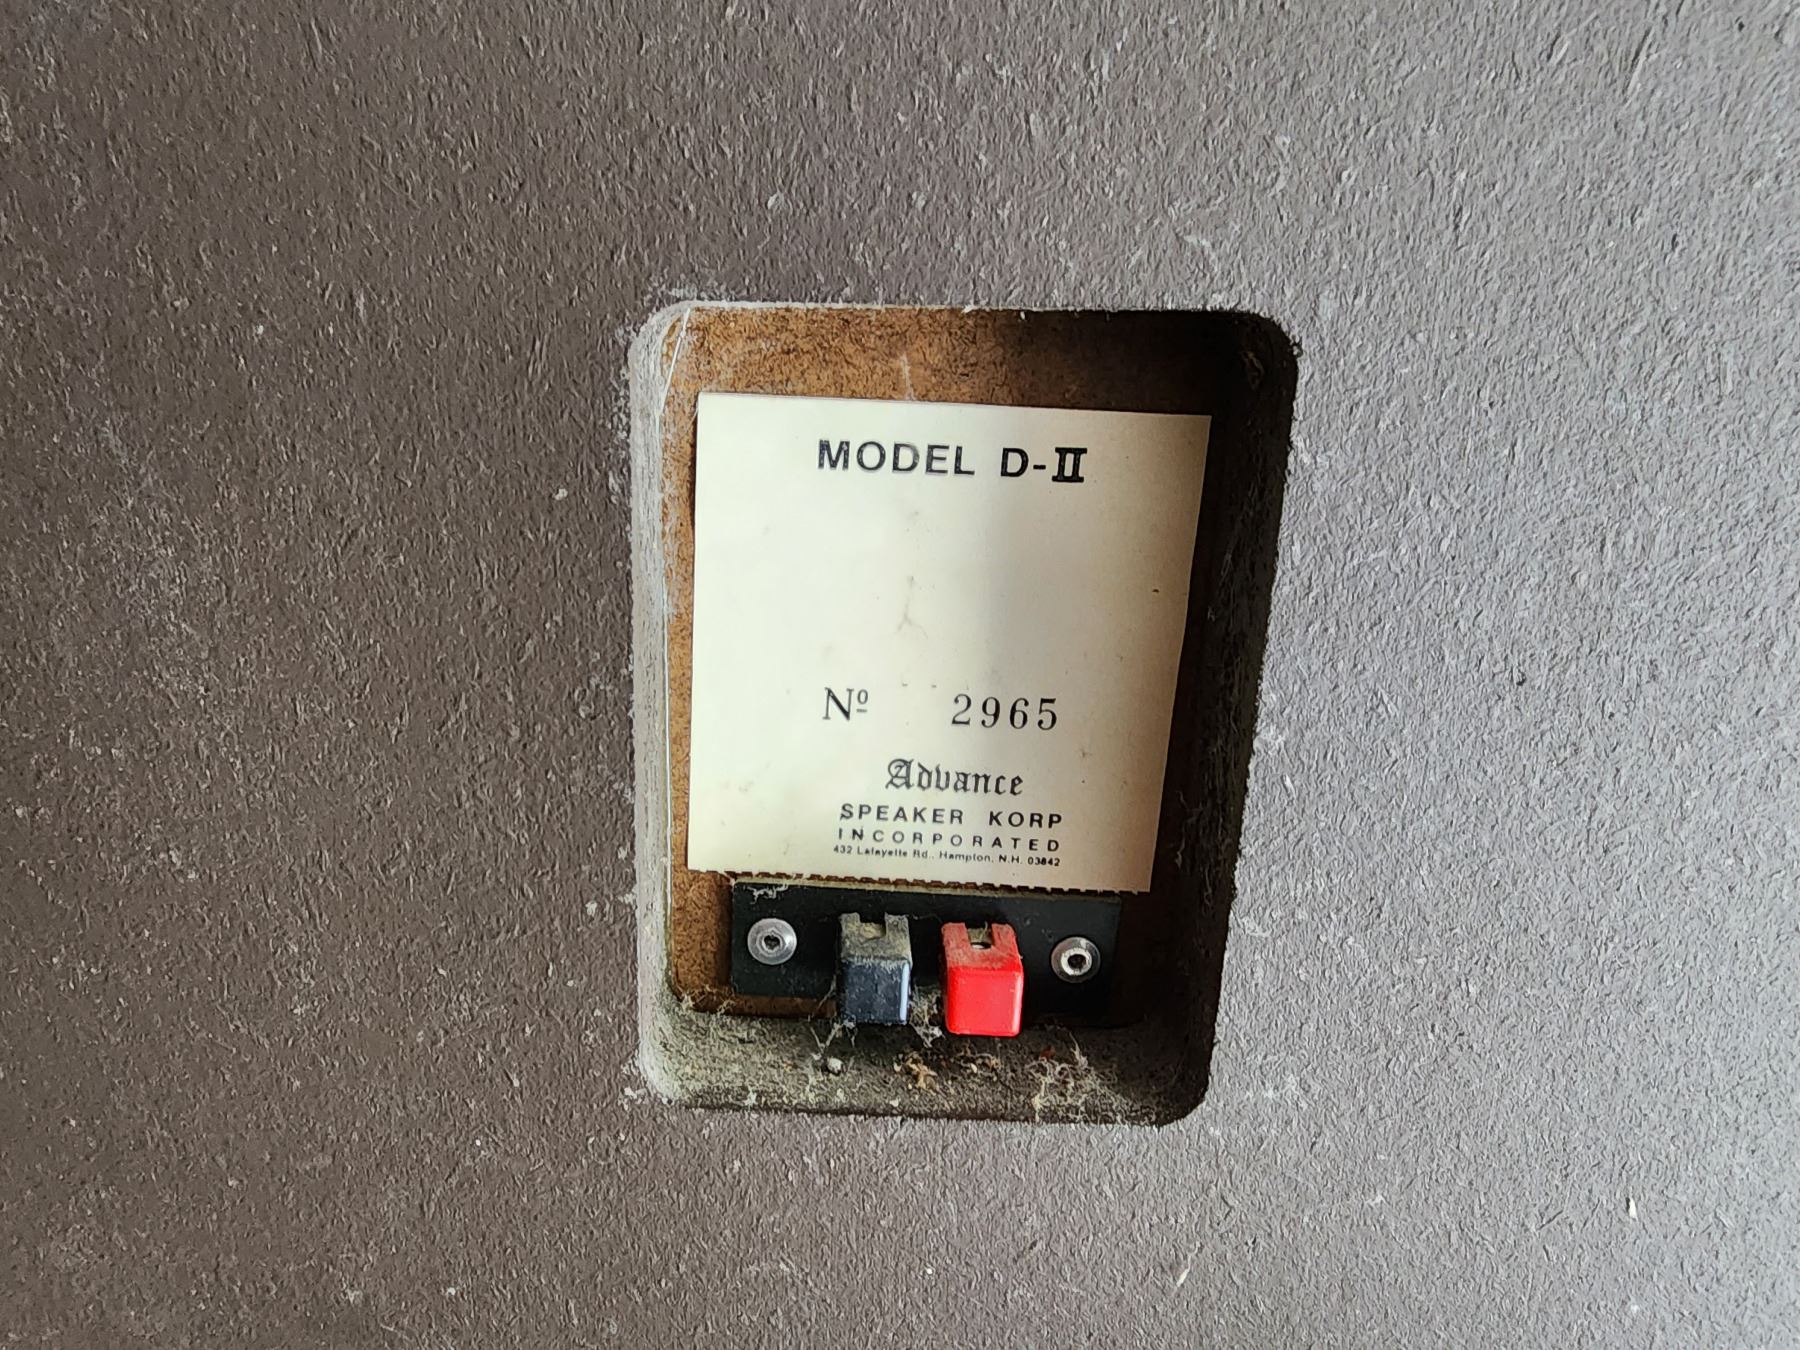 MODEL D-II
Nº 2965
Advance
SPEAKER KORP
INCORPORATED
432 Lafayette Rd., Hampton, N.H. 03842